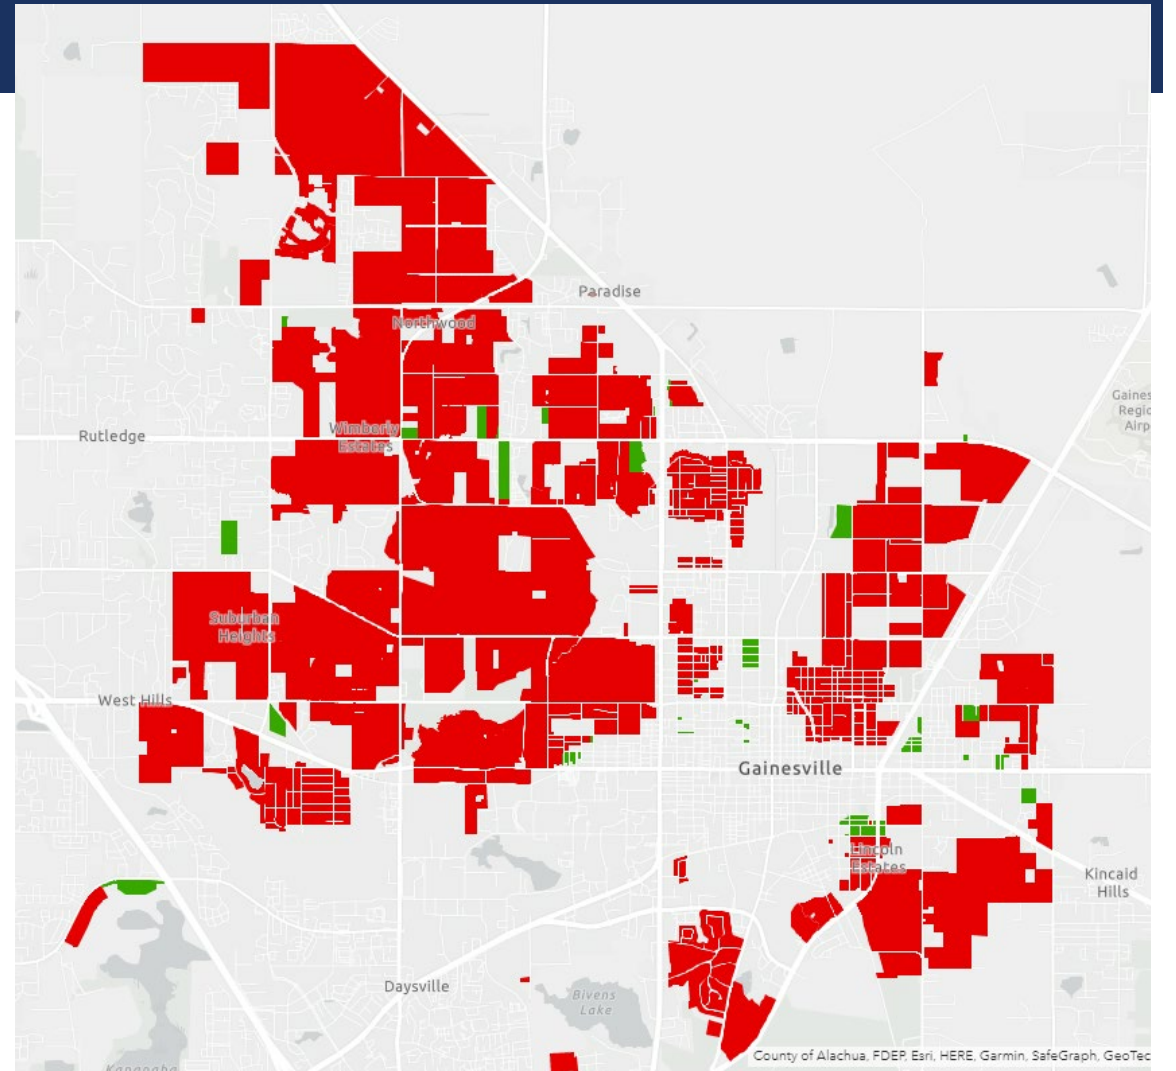 Paradise
Northwood
Gaines
Regio
Airp
Rutledge
Wimberly
Estates
Suburban
Heights
West Hills
Gainesville
Lincoln
Estates
Kincaid
Hills
Daysville
Bivens
Lake
Kanapaha
County of Alachua, FDEP, Esri, HERE, Garmin, SafeGraph, GeoTec